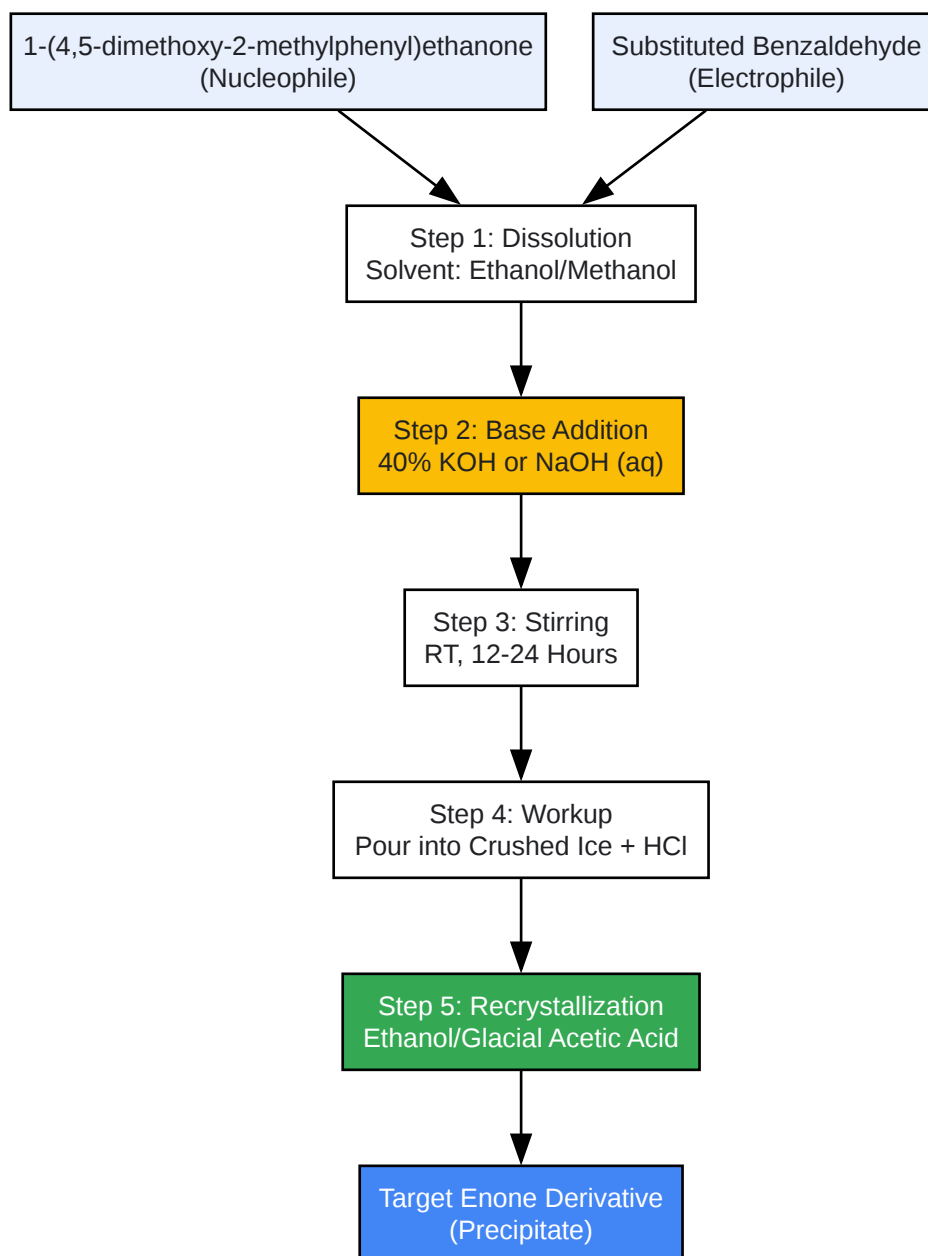 1-(4,5-dimethoxy-2-methylphenyl)ethanone
(Nucleophile)
Substituted Benzaldehyde
(Electrophile)
Step 1: Dissolution
Solvent: Ethanol/Methanol
Step 2: Base Addition
40% KOH or NaOH (aq)
Step 3: Stirring
RT, 12-24 Hours
Step 4: Workup
Pour into Crushed Ice + HCl
Step 5: Recrystallization
Ethanol/Glacial Acetic Acid
Target Enone Derivative
(Precipitate)